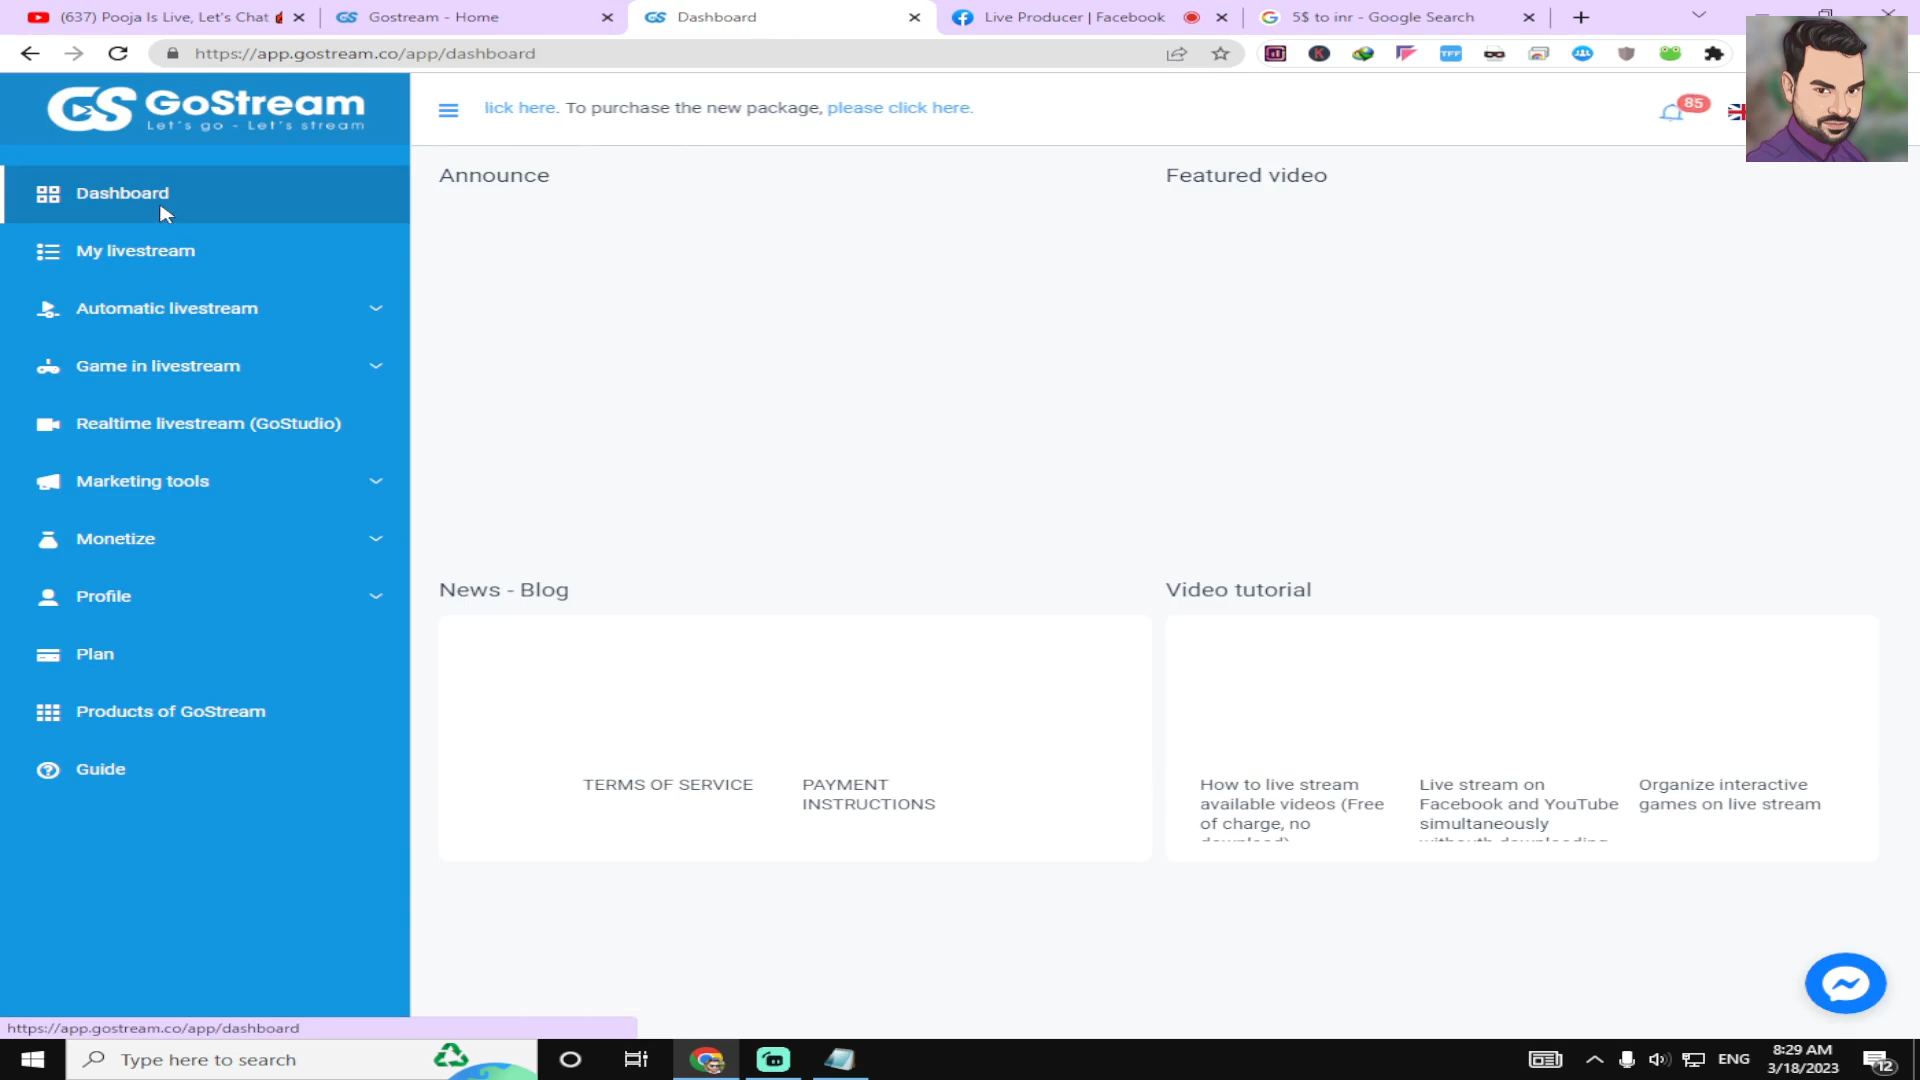 (637) Pooja Is Live, Let's Chat
Gostream - Home
GS Dashboard
Live Producer | Facebook
5$ to inr - Google Search
https://app.gostream.co/app/dashboard
GS GoStream
Let's go - Let's stream
lick here. To purchase the new package, please click here.
85
Dashboard
My livestream
Automatic livestream
Game in livestream
Realtime livestream (GoStudio)
Marketing tools
Monetize
Profile
Plan
Products of GoStream
Guide
Announce
Featured video
News - Blog
TERMS OF SERVICE
PAYMENT
INSTRUCTIONS
Video tutorial
How to live stream
available videos (Free
of charge, no
Live stream on
Facebook and YouTube
simultaneously
Organize interactive
games on live stream
https://app.gostream.co/app/dashboard
Type here to search
ENG
8:29 AM
3/18/2023
12